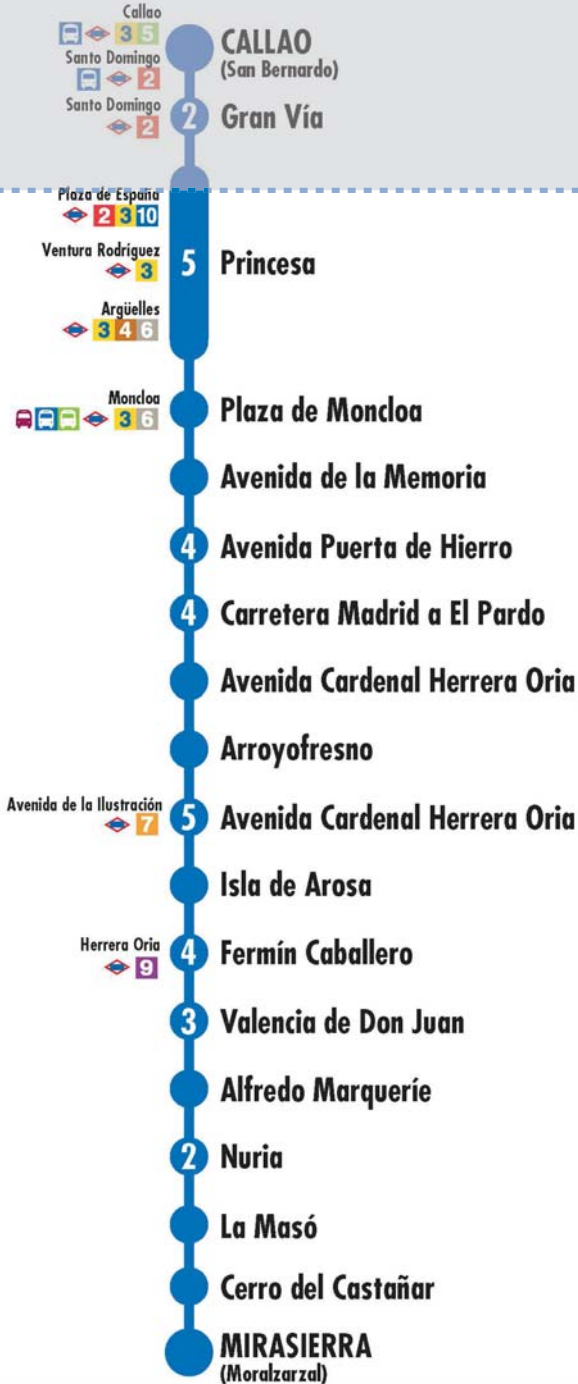 Callao
3 5
CALLAO
(San Bernardo)
Santo Domingo
2
Santo Domingo
2
2 Gran Vía
Plaza de España
2 3 10
Ventura Rodríguez
3
5 Princesa
Argüelles
3 4 6
Moncloa
3 6
Plaza de Moncloa
Avenida de la Memoria
4 Avenida Puerta de Hierro
4 Carretera Madrid a El Pardo
Avenida Cardenal Herrera Oria
Arroyofresno
Avenida de la Ilustración
7
5 Avenida Cardenal Herrera Oria
Isla de Arosa
Herrera Oria
9
4 Fermín Caballero
3 Valencia de Don Juan
Alfredo Marqueríe
2 Nuria
La Masó
Cerro del Castañar
MIRASIERRA
(Moralzarzal)